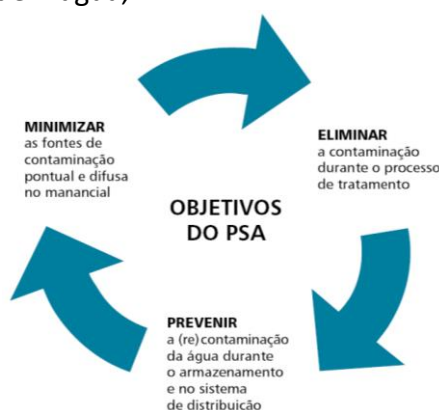 MINIMIZAR
as fontes de
contaminação
pontual e difusa
no manancial
ELIMINAR
a contaminação
durante o processo
de tratamento
OBJETIVOS
DO PSA
PREVENIR
a (re)contaminação
da água durante
o armazenamento
e no sistema
de distribuição